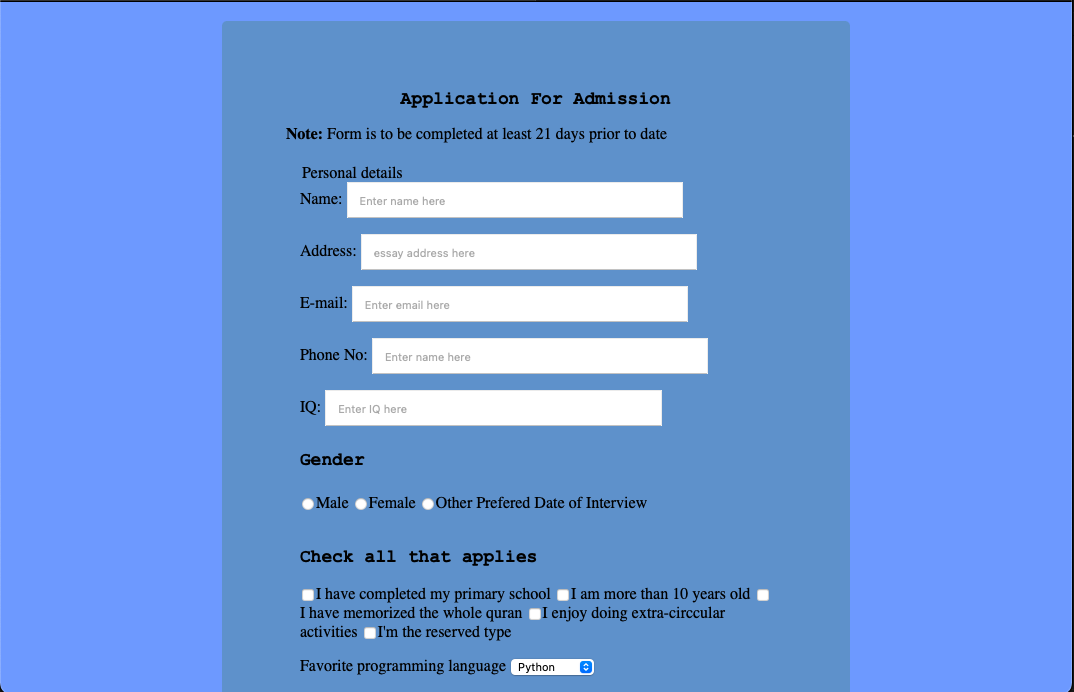 Application For Admission
Note: Form is to be completed at least 21 days prior to date
Personal details
Name: Enter name here
Address: essay address here
E-mail: Enter email here
Phone No: Enter name here
IQ: Enter IQ here
Gender
Male Female Other Prefered Date of Interview
Check all that applies
I have completed my primary school I am more than 10 years old
I have memorized the whole quran I enjoy doing extra-circcular
activities I'm the reserved type
Favorite programming language Python